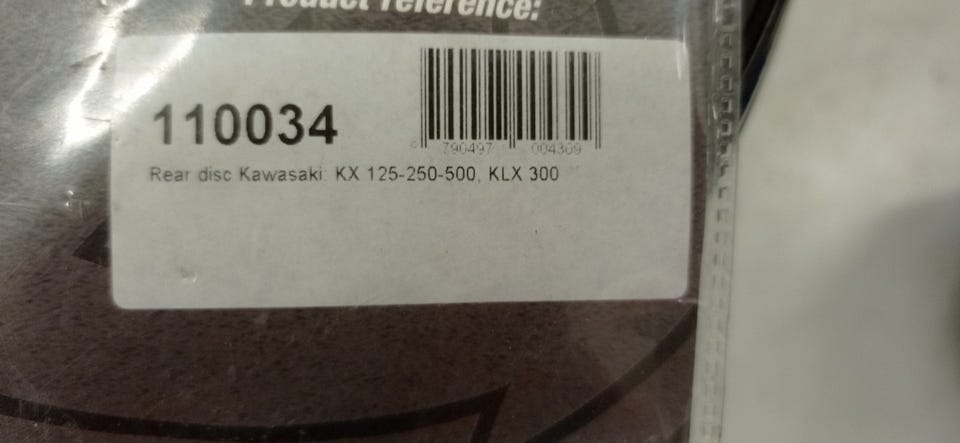 Product reference:
110034
790497 004309
Rear disc Kawasaki: KX 125-250-500, KLX 300